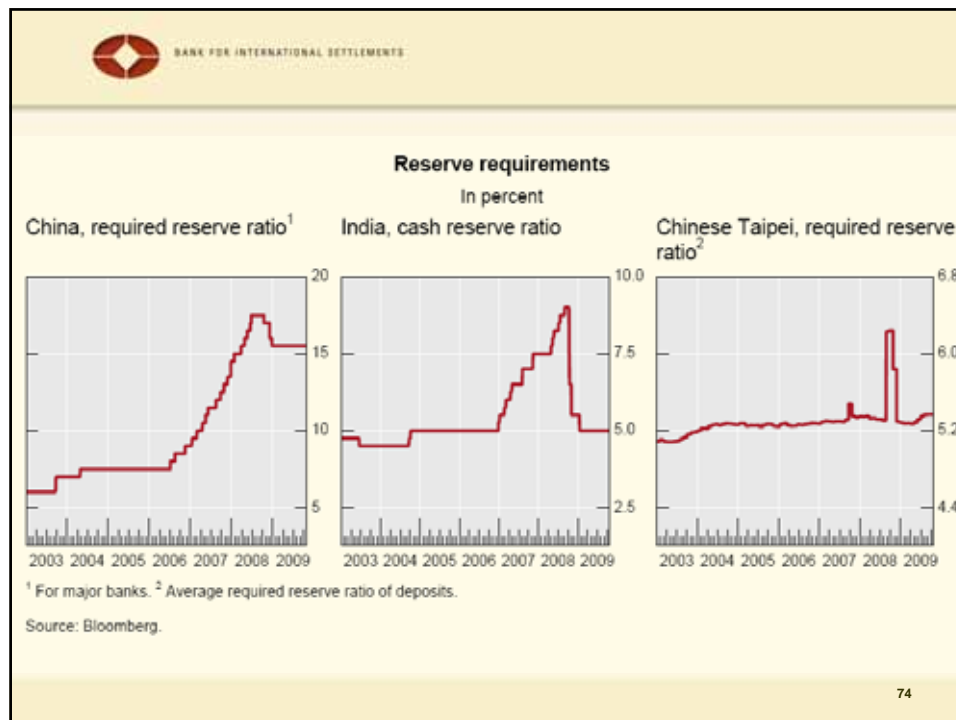 BANK FOR INTERNATIONAL SETTLEMENTS
Reserve requirements
In percent
China, required reserve ratio1
20
15
10
5
2003 2004 2005 2006 2007 2008 2009
India, cash reserve ratio
10.0
7.5
5.0
2.5
2003 2004 2005 2006 2007 2008 2009
Chinese Taipei, required reserve
ratio2
6.8
6.0
5.2
4.4
2003 2004 2005 2006 2007 2008 2009
1 For major banks. 2 Average required reserve ratio of deposits.
Source: Bloomberg.
74